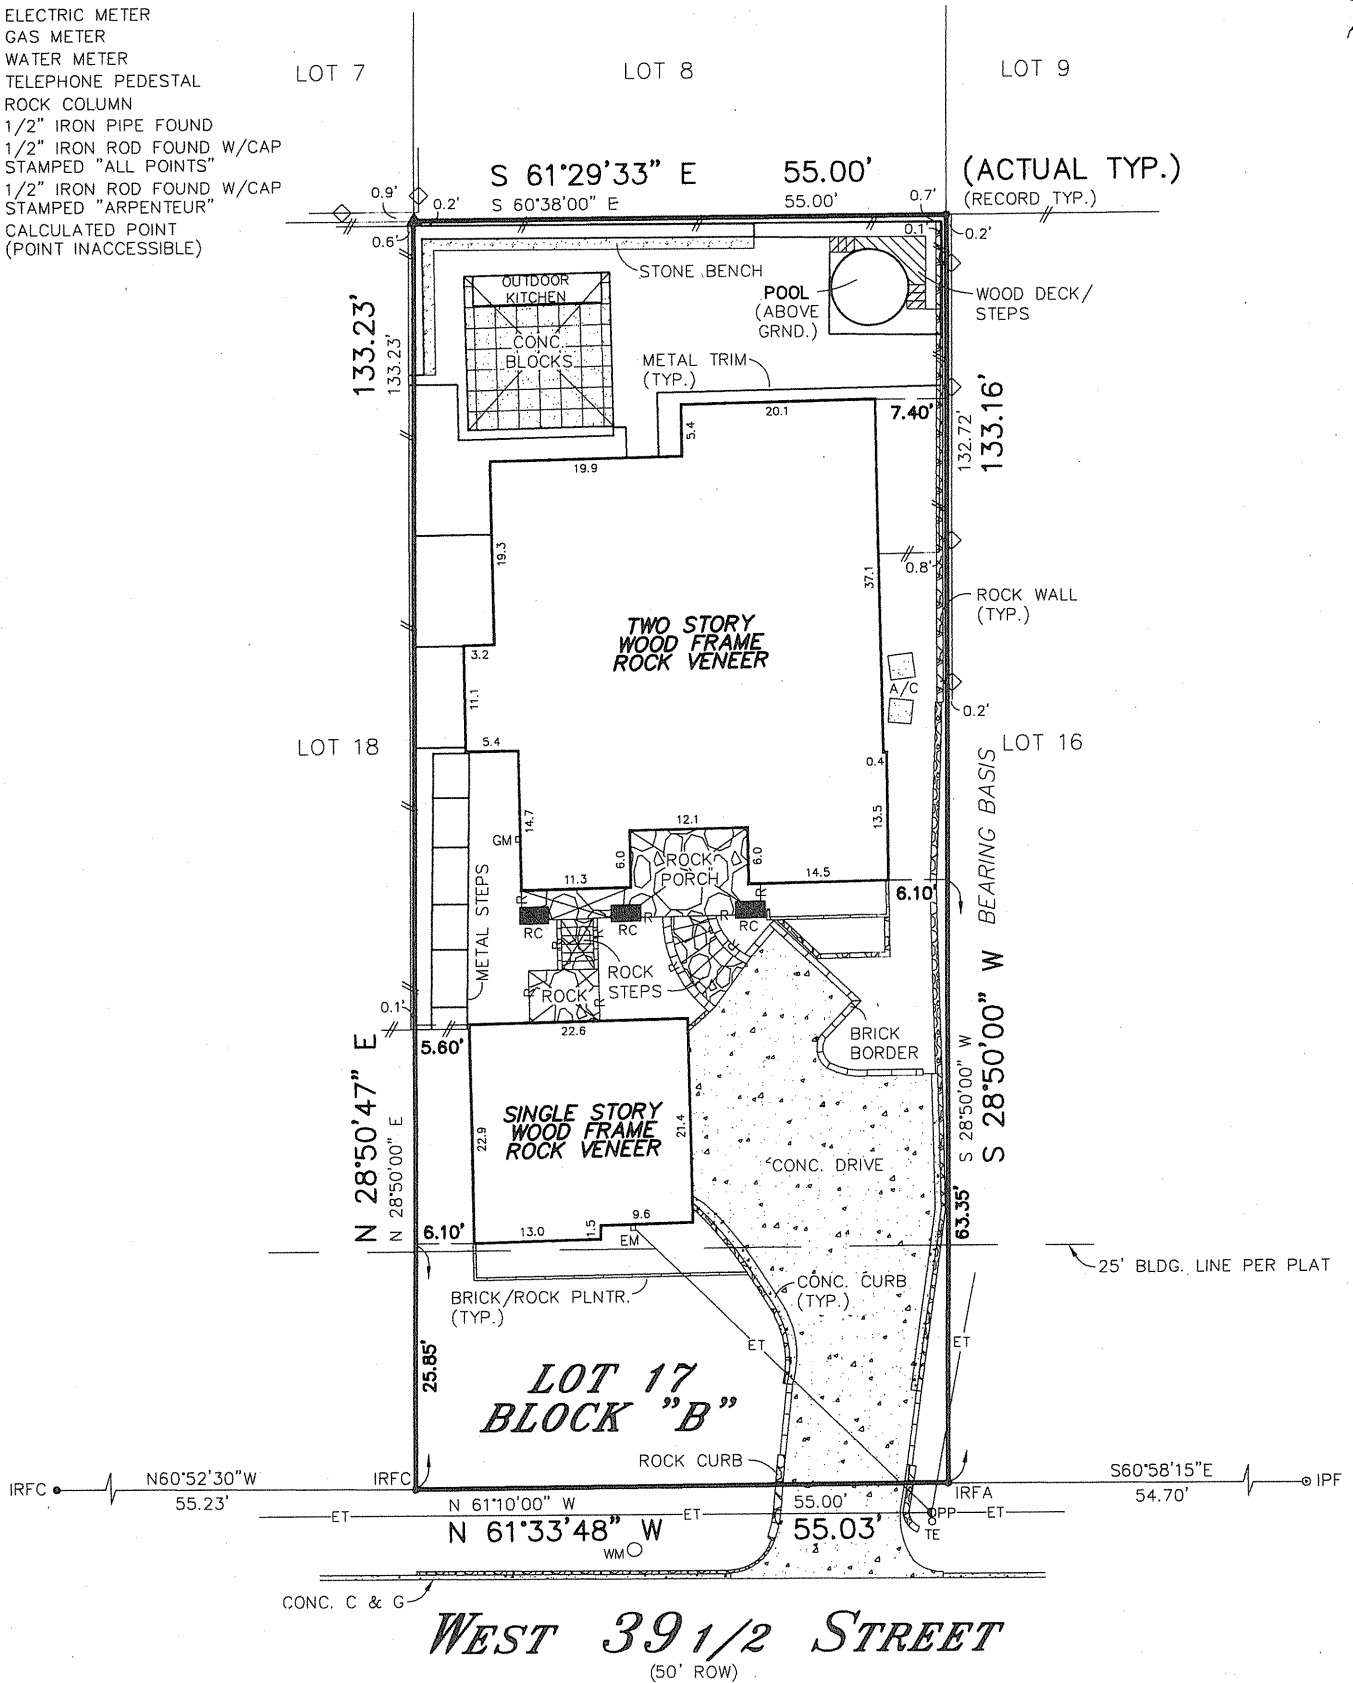 ELECTRIC METER
GAS METER
WATER METER
TELEPHONE PEDESTAL
ROCK COLUMN
1/2" IRON PIPE FOUND
1/2" IRON ROD FOUND W/CAP
STAMPED "ALL POINTS"
1/2" IRON ROD FOUND W/CAP
STAMPED "ARPENTEUR"
CALCULATED POINT
(POINT INACCESSIBLE)
LOT 7
LOT 8
LOT 9
S 61°29'33" E 55.00' (ACTUAL TYP.)
S 60°38'00" E 55.00' (RECORD TYP.)
0.9'
0.2'
0.7'
0.6'
0.1'
0.2'
STONE BENCH
OUTDOOR
KITCHEN
CONC.
BLOCKS
POOL
(ABOVE
GRND.)
WOOD DECK/
STEPS
METAL TRIM
(TYP.)
133.23'
133.23'
20.1
7.40'
5.4
19.9
132.72'
133.16'
19.3
37.1
0.8'
ROCK WALL
(TYP.)
TWO STORY
WOOD FRAME
ROCK VENEER
3.2
11.1
A/C
0.2'
5.4
LOT 18
LOT 16
0.4
13.5
14.7
GM
12.1
6.0
6.0
ROCK
PORCH
11.3
14.5
6.10'
BEARING BASIS
METAL STEPS
R
RC
RC
R
R
RC
R
R
R
R
R
ROCK
STEPS
ROCK
R
R
0.1'
22.6
5.60'
BRICK
BORDER
N 28°50'47" E
N 28°50'00" E
S 28°50'00" W
S 28°50'00" W
SINGLE STORY
WOOD FRAME
ROCK VENEER
22.9
21.4
CONC. DRIVE
6.10'
13.0
1.5
9.6
EM
63.35'
25' BLDG. LINE PER PLAT
CONC. CURB
(TYP.)
BRICK/ROCK PLNTR.
(TYP.)
ET
ET
25.85'
LOT 17
BLOCK "B"
ROCK CURB
IRFC
N60°52'30"W
55.23'
IRFC
IRFA
S60°58'15"E
54.70'
IPF
N 61°10'00" W 55.00'
ET
ET
PP
ET
TE
N 61°33'48" W 55.03'
WM
CONC. C & G
WEST 39 1/2 STREET
(50' ROW)